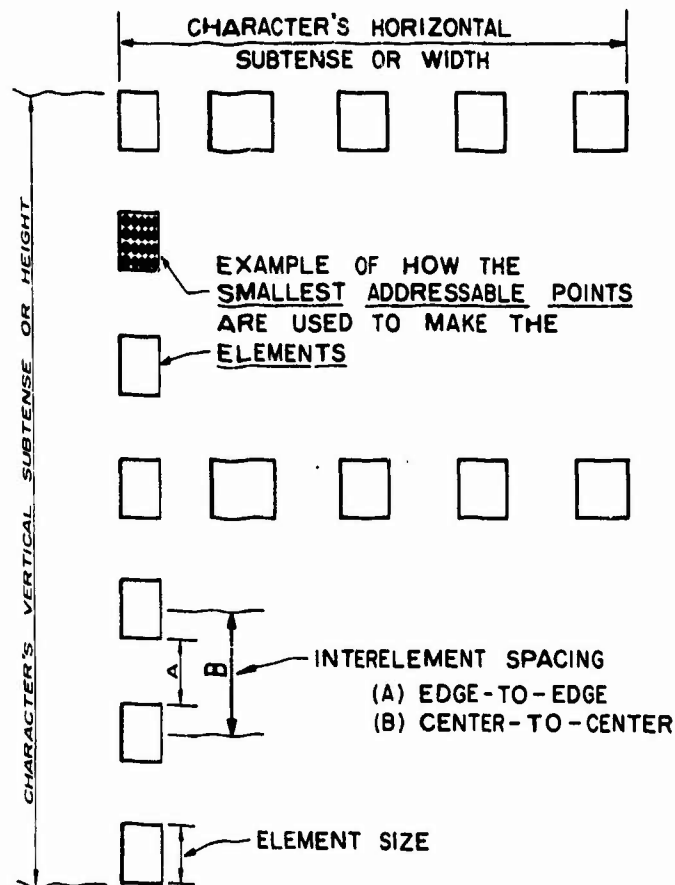 CHARACTER'S HORIZONTAL
SUBTENSE OR WIDTH
CHARACTER'S VERTICAL SUBTENSE OR HEIGHT
EXAMPLE OF HOW THE
SMALLEST ADDRESSABLE POINTS
ARE USED TO MAKE THE
ELEMENTS
A
B
INTERELEMENT SPACING
(A) EDGE-TO-EDGE
(B) CENTER-TO-CENTER
ELEMENT SIZE